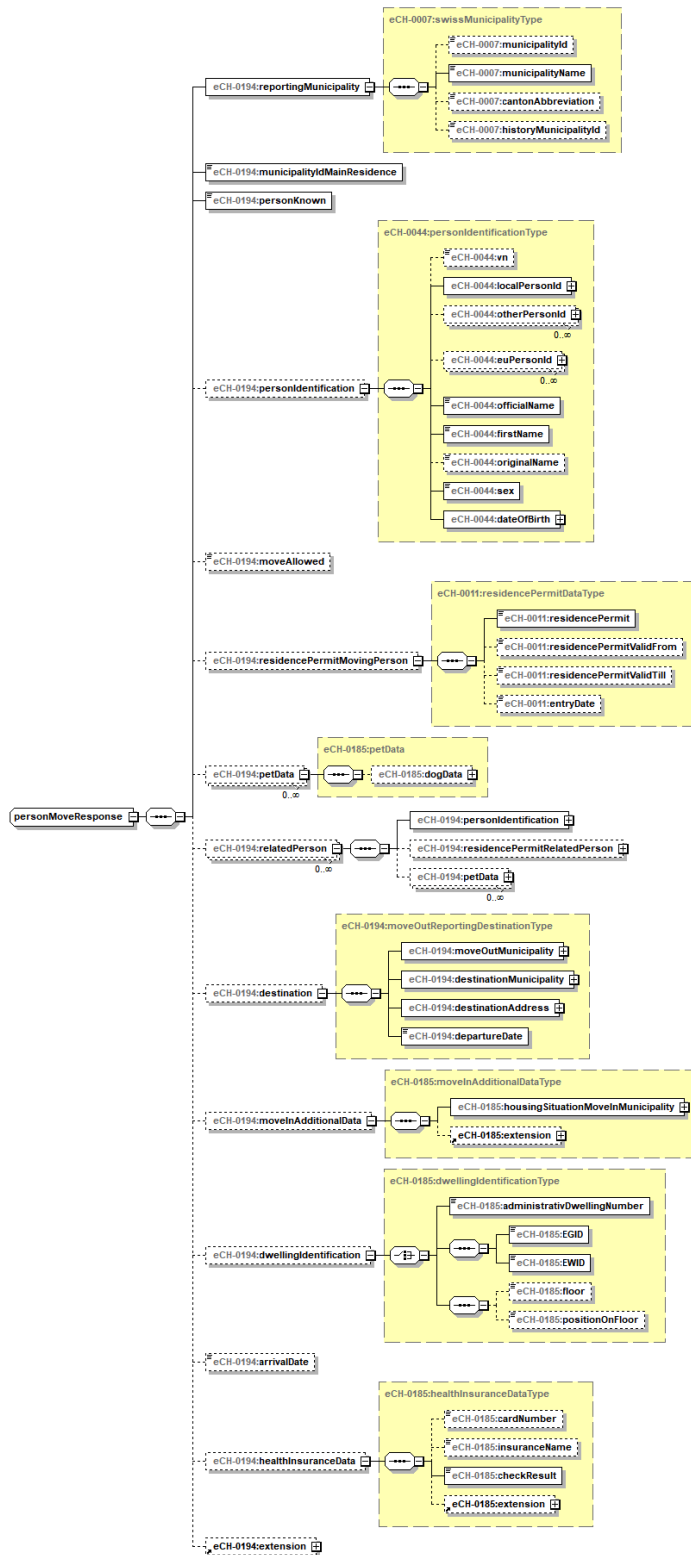 eCH-0007:swissMunicipalityType
eCH-0007:municipalityId
eCH-0007:municipalityName
eCH-0194:reportingMunicipality
eCH-0007:cantonAbbreviation
eCH-0007:historyMunicipalityId
eCH-0194:municipalityIdMainResidence
eCH-0194:personKnown
eCH-0044:personIdentificationType
eCH-0044:vn
eCH-0044:localPersonId
eCH-0044:otherPersonId
0..∞
eCH-0044:euPersonId
0..∞
eCH-0194:personIdentification
eCH-0044:officialName
eCH-0044:firstName
eCH-0044:originalName
eCH-0044:sex
eCH-0044:dateOfBirth
eCH-0194:moveAllowed
eCH-0011:residencePermitDataType
eCH-0011:residencePermit
eCH-0011:residencePermitValidFrom
eCH-0194:residencePermitMovingPerson
eCH-0011:residencePermitValidTill
eCH-0011:entryDate
eCH-0185:petData
eCH-0194:petData
eCH-0185:dogData
0..∞
personMoveResponse
eCH-0194:personIdentification
eCH-0194:relatedPerson
eCH-0194:residencePermitRelatedPerson
0..∞
eCH-0194:petData
0..∞
eCH-0194:moveOutReportingDestinationType
eCH-0194:moveOutMunicipality
eCH-0194:destinationMunicipality
eCH-0194:destination
eCH-0194:destinationAddress
eCH-0194:departureDate
eCH-0185:moveInAdditionalDataType
eCH-0185:housingSituationMoveInMunicipality
eCH-0194:moveInAdditionalData
eCH-0185:extension
eCH-0185:dwellingIdentificationType
eCH-0185:administrativDwellingNumber
eCH-0185:EGID
eCH-0194:dwellingIdentification
eCH-0185:EWID
eCH-0185:floor
eCH-0185:positionOnFloor
eCH-0194:arrivalDate
eCH-0185:healthInsuranceDataType
eCH-0185:cardNumber
eCH-0185:insuranceName
eCH-0194:healthInsuranceData
eCH-0185:checkResult
eCH-0185:extension
eCH-0194:extension